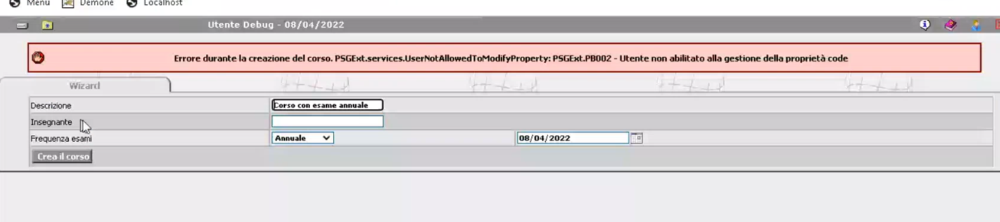 Menu Demone Localhost
Utente Debug - 08/04/2022
Errore durante la creazione del corso. PSGExt.services.UserNotAllowedToModifyProperty: PSGExt.PB002 - Utente non abilitato alla gestione della proprietà code
Wizard
Descrizione Corso con esame annuale
Insegnante
Frequenza esami Annuale 08/04/2022
Crea il corso